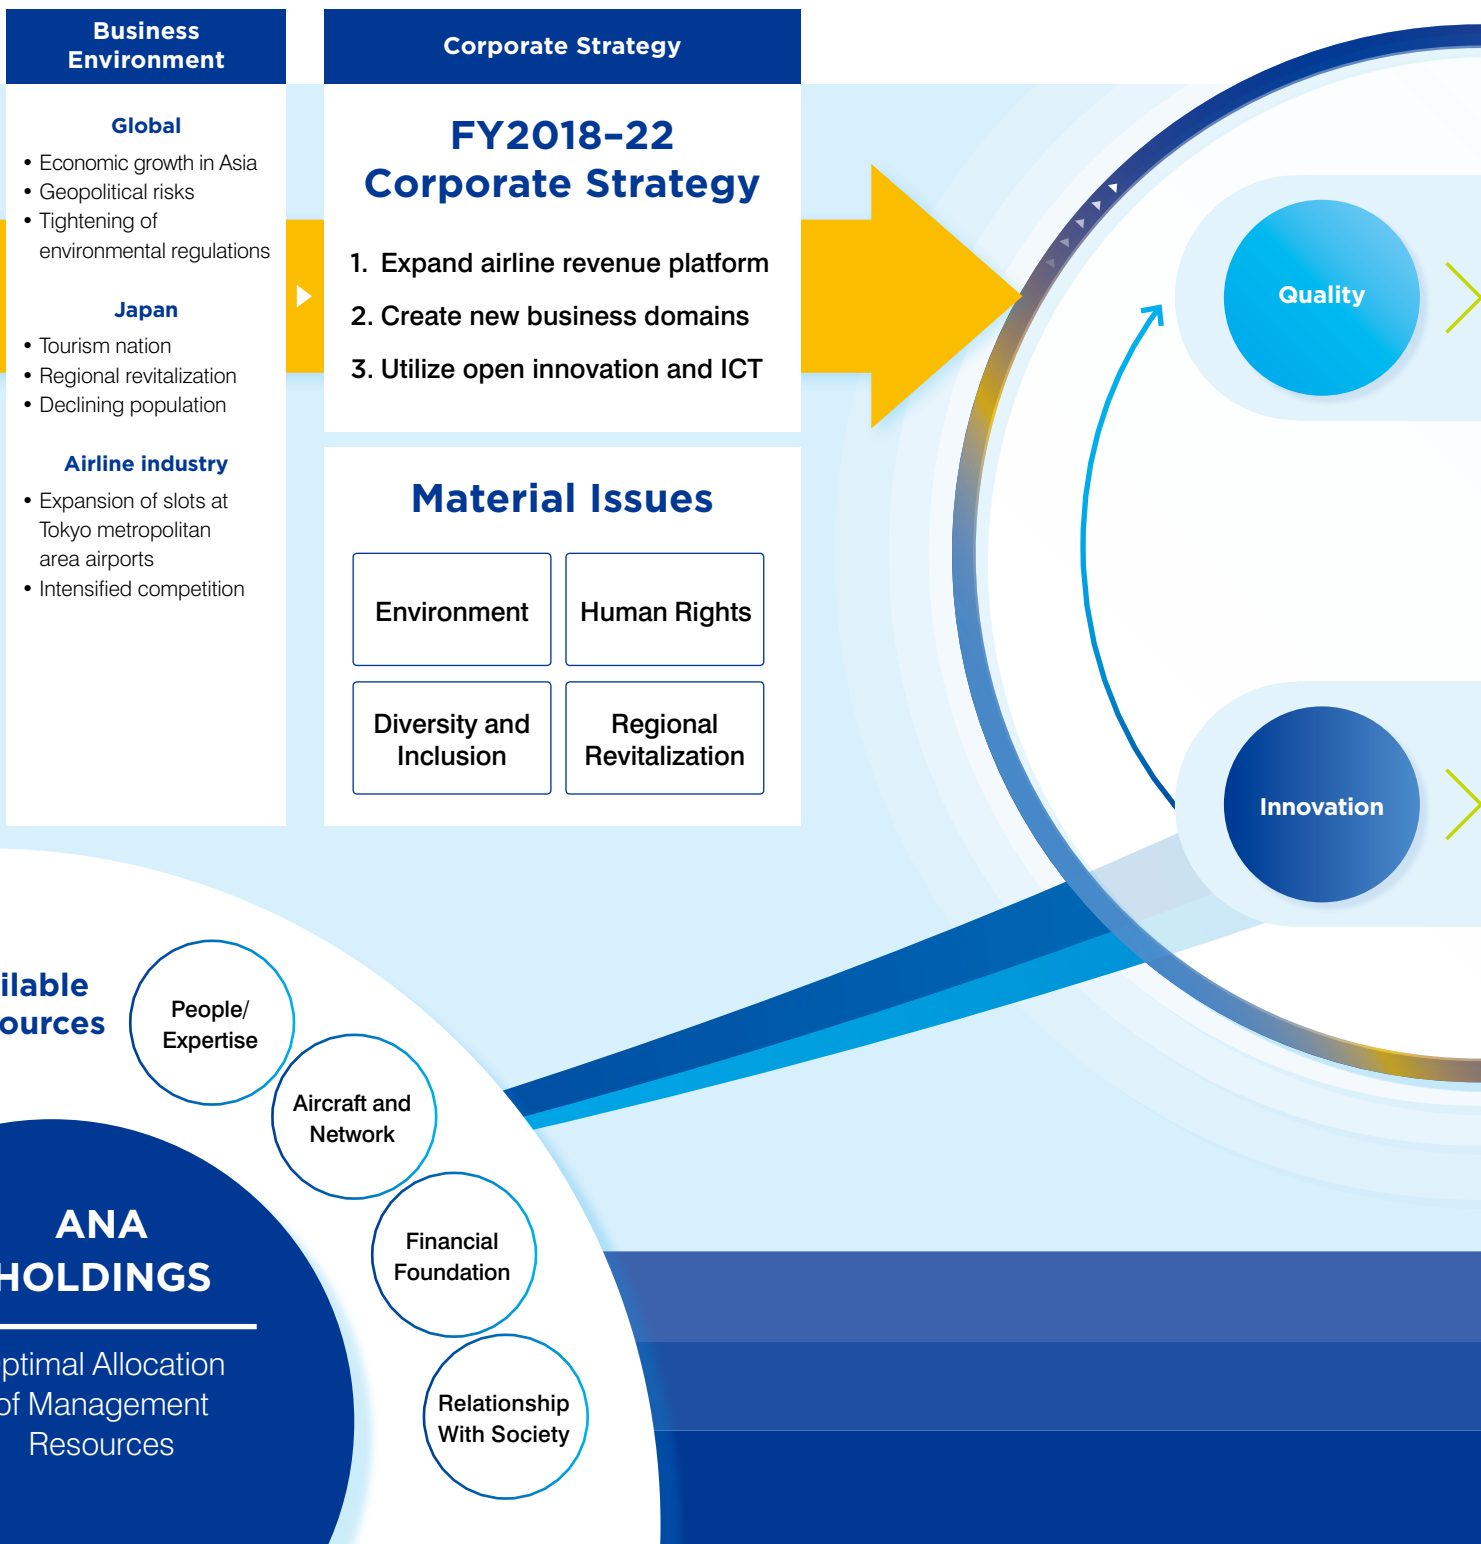 Business
Environment
Global
• Economic growth in Asia
• Geopolitical risks
• Tightening of
environmental regulations
Japan
• Tourism nation
• Regional revitalization
• Declining population
Airline industry
• Expansion of slots at
Tokyo metropolitan
area airports
• Intensified competition
Corporate Strategy
FY2018–22
Corporate Strategy
1. Expand airline revenue platform
2. Create new business domains
3. Utilize open innovation and ICT
Material Issues
Environment
Human Rights
Diversity and
Inclusion
Regional
Revitalization
Quality
Innovation
ilable
ources
People/
Expertise
Aircraft and
Network
Financial
Foundation
Relationship
With Society
ANA
HOLDINGS
ptimal Allocation
of Management
Resources